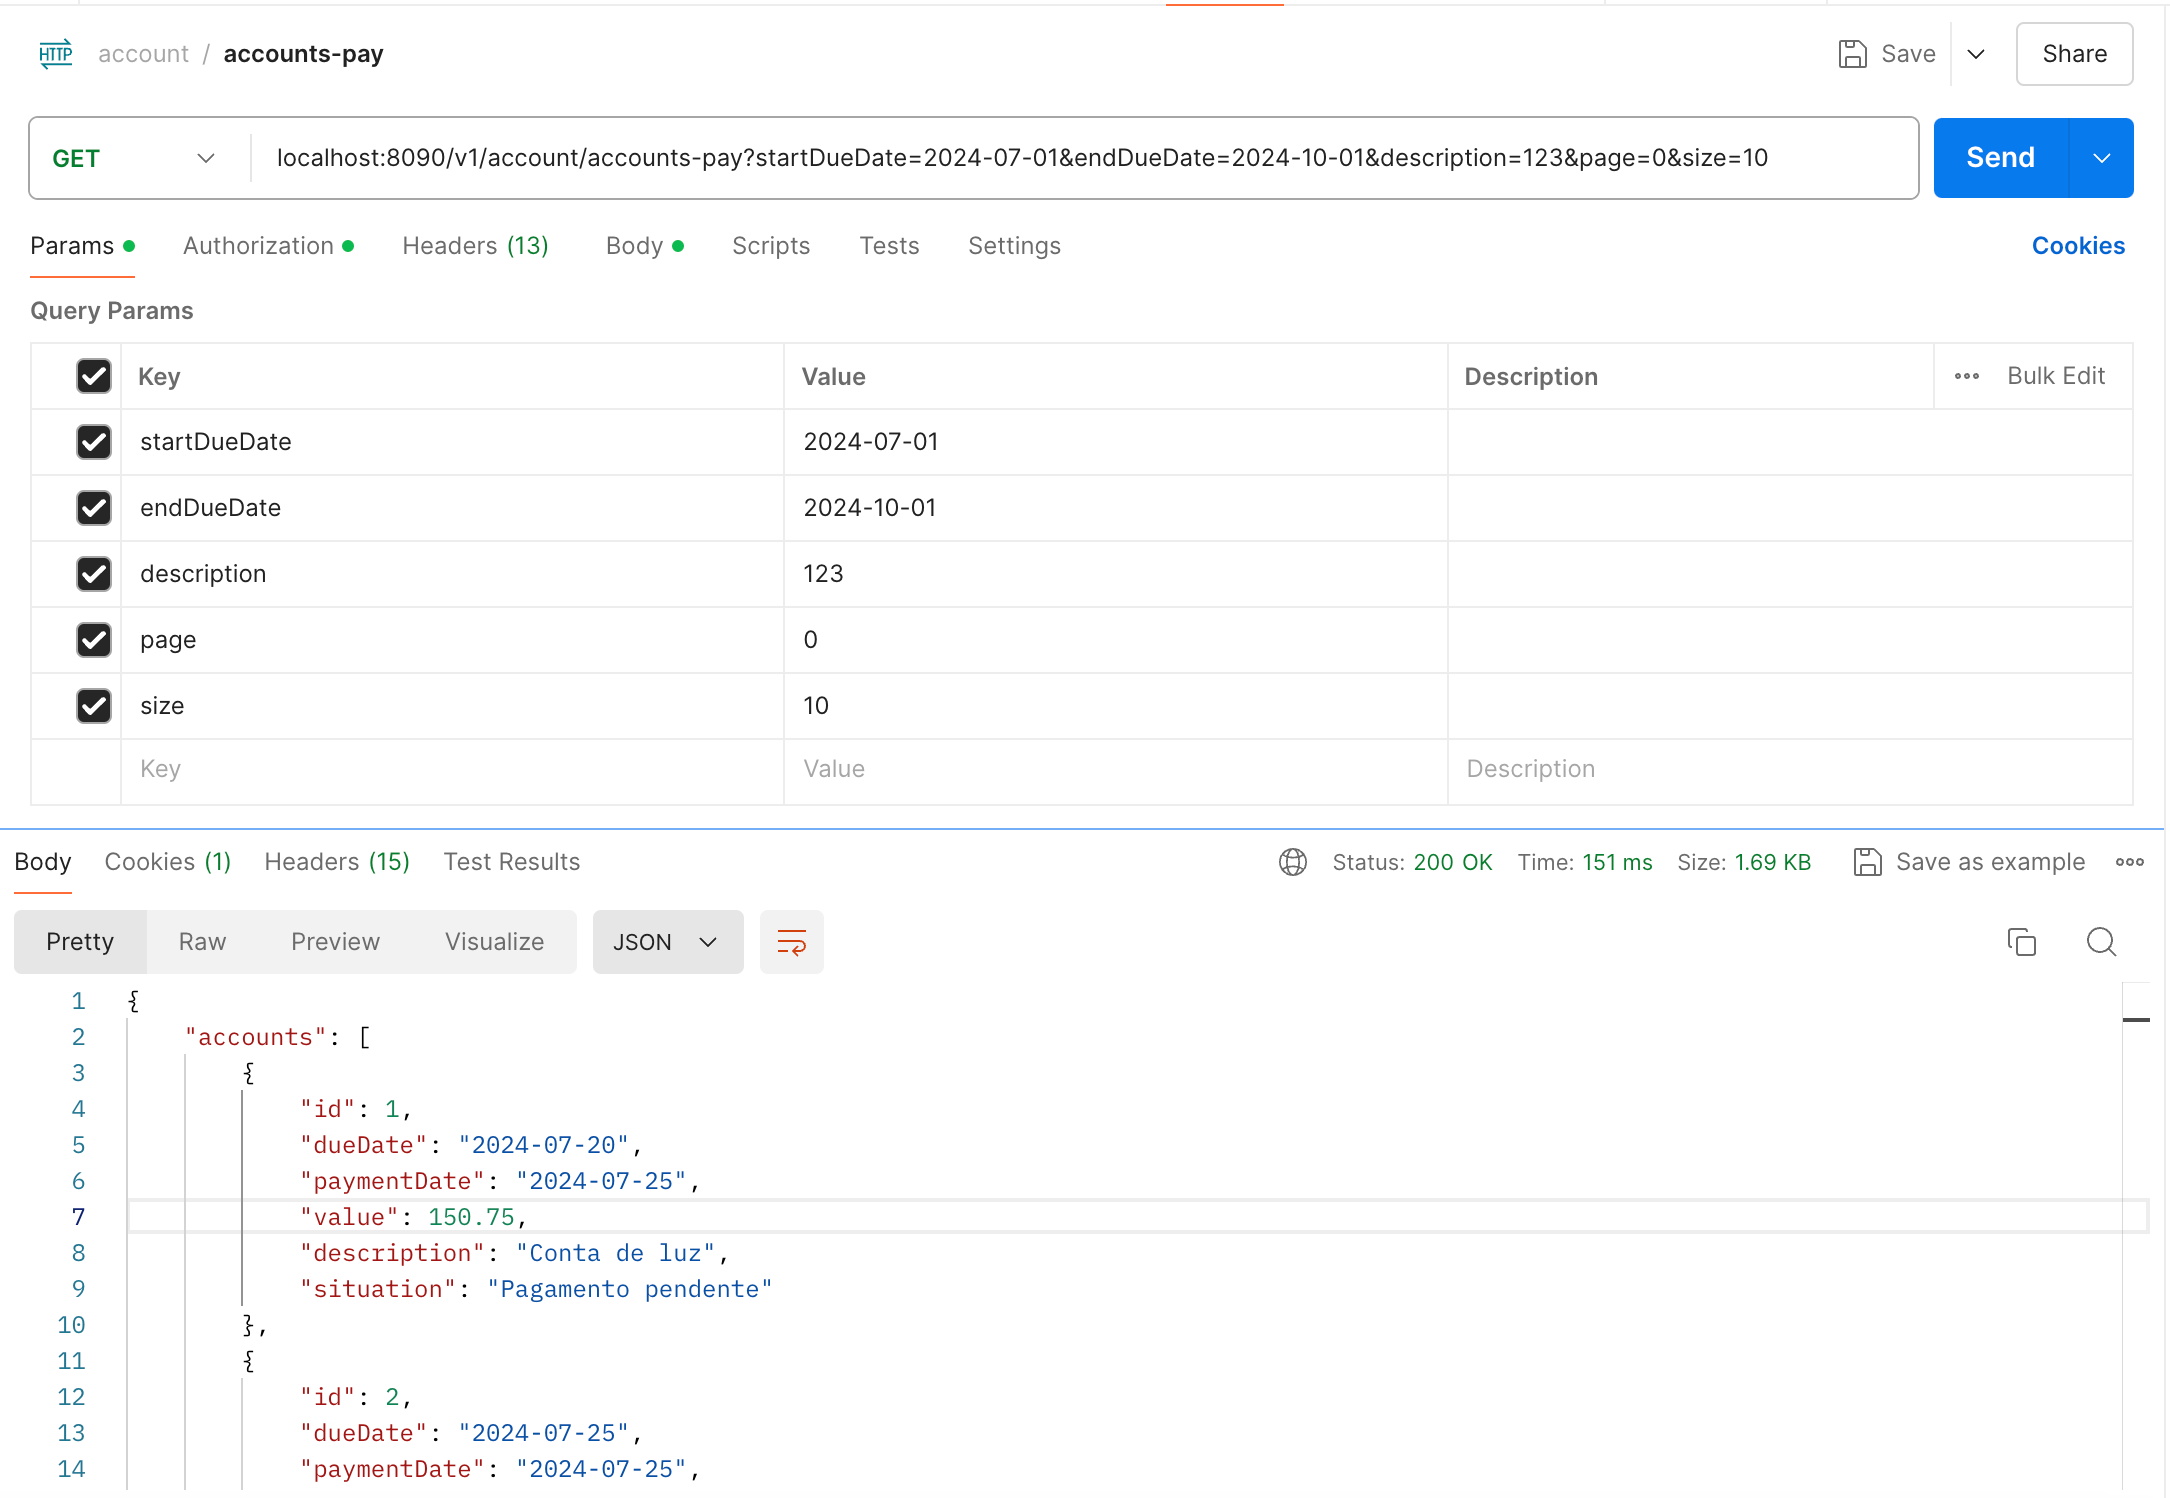 HTTP account / accounts-pay Save Share
GET localhost:8090/v1/account/accounts-pay?startDueDate=2024-07-01&endDueDate=2024-10-01&description=123&page=0&size=10 Send
Params Authorization Headers (13) Body Scripts Tests Settings Cookies
Query Params
Key Value Description Bulk Edit
startDueDate 2024-07-01
endDueDate 2024-10-01
description 123
page 0
size 10
Key Value Description
Body Cookies (1) Headers (15) Test Results Status: 200 OK Time: 151 ms Size: 1.69 KB Save as example
Pretty Raw Preview Visualize JSON
1 {
2 "accounts": [
3 {
4 "id": 1,
5 "dueDate": "2024-07-20",
6 "paymentDate": "2024-07-25",
7 "value": 150.75,
8 "description": "Conta de luz",
9 "situation": "Pagamento pendente"
10 },
11 {
12 "id": 2,
13 "dueDate": "2024-07-25",
14 "paymentDate": "2024-07-25",